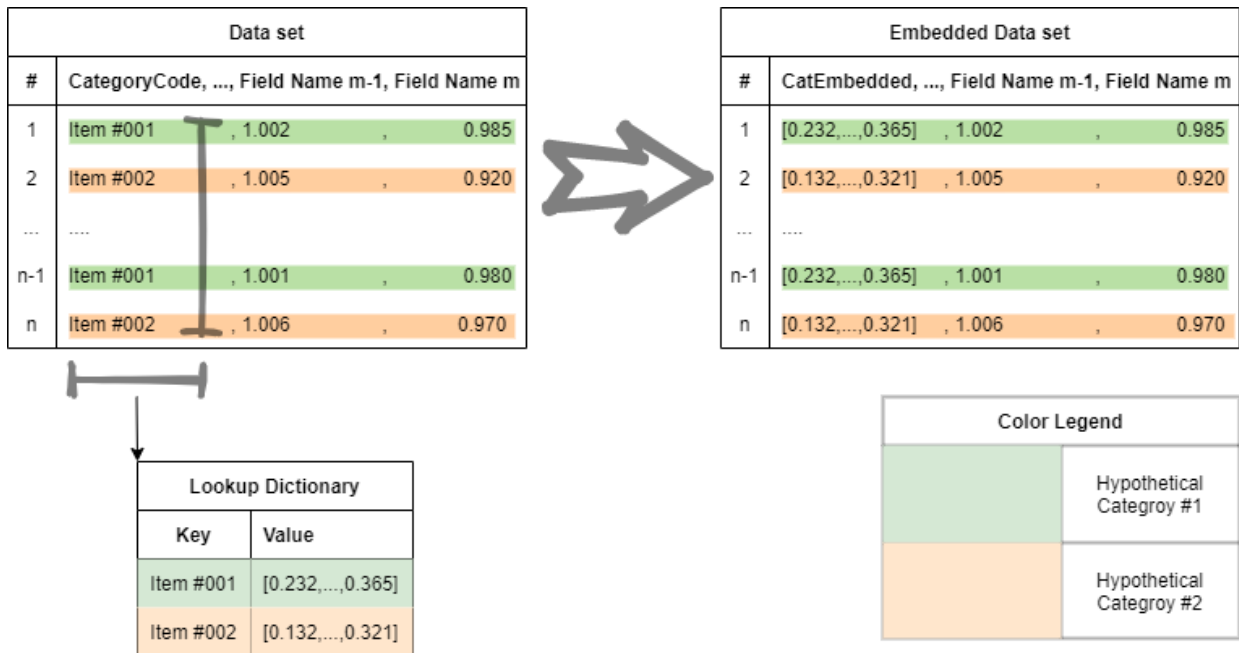 Data set
# CategoryCode, ..., Field Name m-1, Field Name m
1 Item #001 , 1.002 , 0.985
2 Item #002 , 1.005 , 0.920
... ....
n-1 Item #001 , 1.001 , 0.980
n Item #002 , 1.006 , 0.970
Embedded Data set
# CatEmbedded, ..., Field Name m-1, Field Name m
1 [0.232,...,0.365] , 1.002 , 0.985
2 [0.132,...,0.321] , 1.005 , 0.920
... ....
n-1 [0.232,...,0.365] , 1.001 , 0.980
n [0.132,...,0.321] , 1.006 , 0.970
Lookup Dictionary
Key Value
Item #001 [0.232,...,0.365]
Item #002 [0.132,...,0.321]
Color Legend
Hypothetical
Categroy #1
Hypothetical
Categroy #2